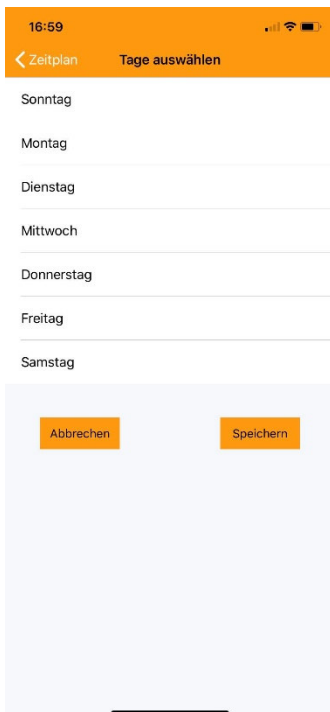 16:59
Zeitplan Tage auswählen
Sonntag
Montag
Dienstag
Mittwoch
Donnerstag
Freitag
Samstag
Abbrechen Speichern